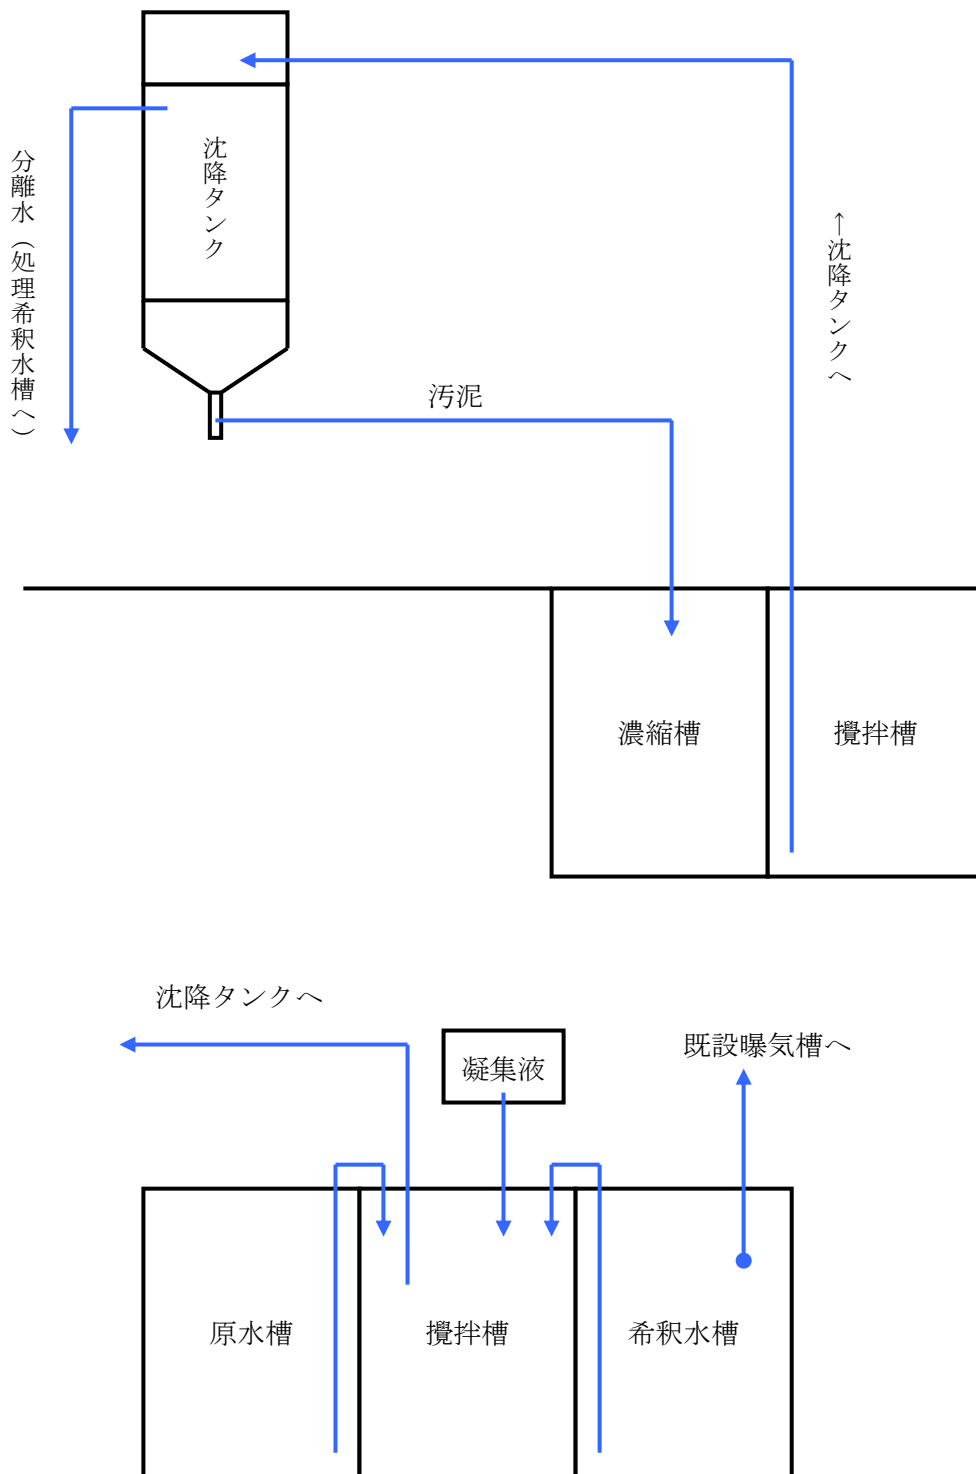 沈降タンク
分離水（処理希釈水槽へ）
↑沈降タンクへ
汚泥
濃縮槽
攪拌槽
沈降タンクへ
凝集液
既設曝気槽へ
原水槽
攪拌槽
希釈水槽